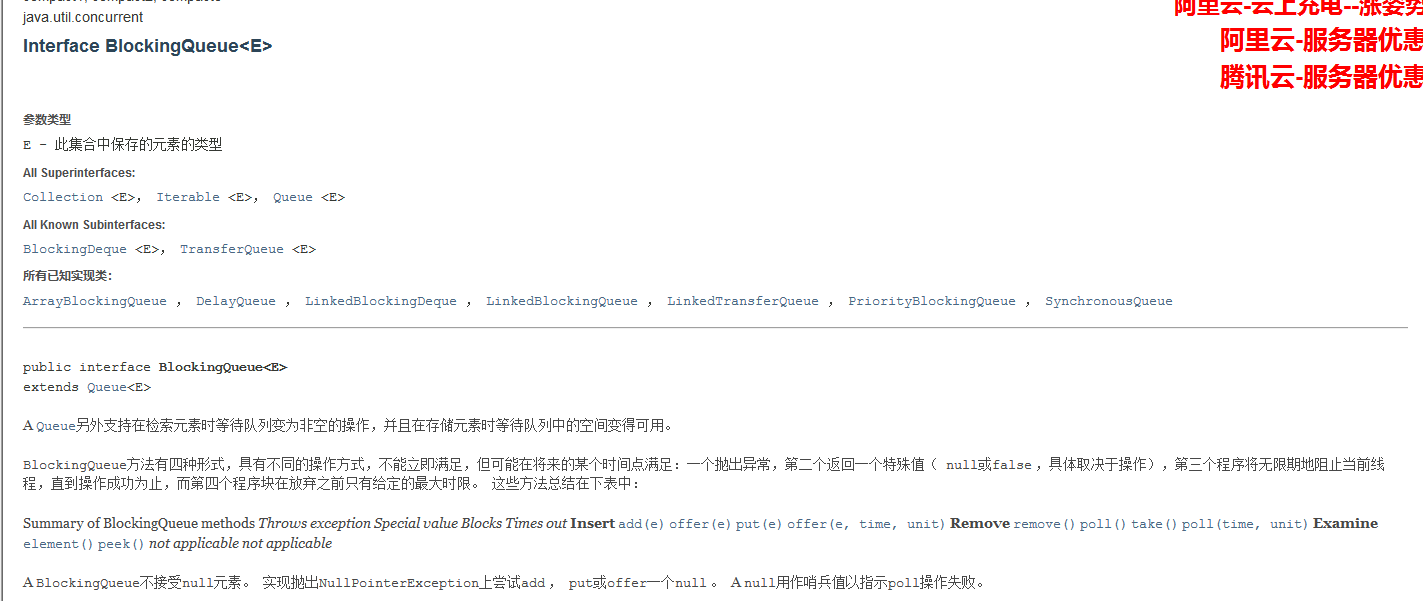 java.util.concurrent
Interface BlockingQueue<E>
阿里云-云上充电--涨姿势
阿里云-服务器优惠
腾讯云-服务器优惠
参数类型
E - 此集合中保存的元素的类型
All Superinterfaces:
Collection <E>, Iterable <E>, Queue <E>
All Known Subinterfaces:
BlockingDeque <E>, TransferQueue <E>
所有已知实现类:
ArrayBlockingQueue , DelayQueue , LinkedBlockingDeque , LinkedBlockingQueue , LinkedTransferQueue , PriorityBlockingQueue , SynchronousQueue
public interface BlockingQueue<E>
extends Queue<E>
A Queue另外支持在检索元素时等待队列变为非空的操作，并且在存储元素时等待队列中的空间变得可用。
BlockingQueue方法有四种形式，具有不同的操作方式，不能立即满足，但可能在将来的某个时间点满足：一个抛出异常，第二个返回一个特殊值（ null或false ，具体取决于操作），第三个程序将无限期地阻止当前线
程，直到操作成功为止，而第四个程序块在放弃之前只有给定的最大时限。 这些方法总结在下表中：
Summary of BlockingQueue methods Throws exception Special value Blocks Times out Insert add(e) offer(e) put(e) offer(e, time, unit) Remove remove() poll() take() poll(time, unit) Examine
element() peek() not applicable not applicable
A BlockingQueue不接受null元素。 实现抛出NullPointerException上尝试add ， put或offer一个null 。 A null用作哨兵值以指示poll操作失败。